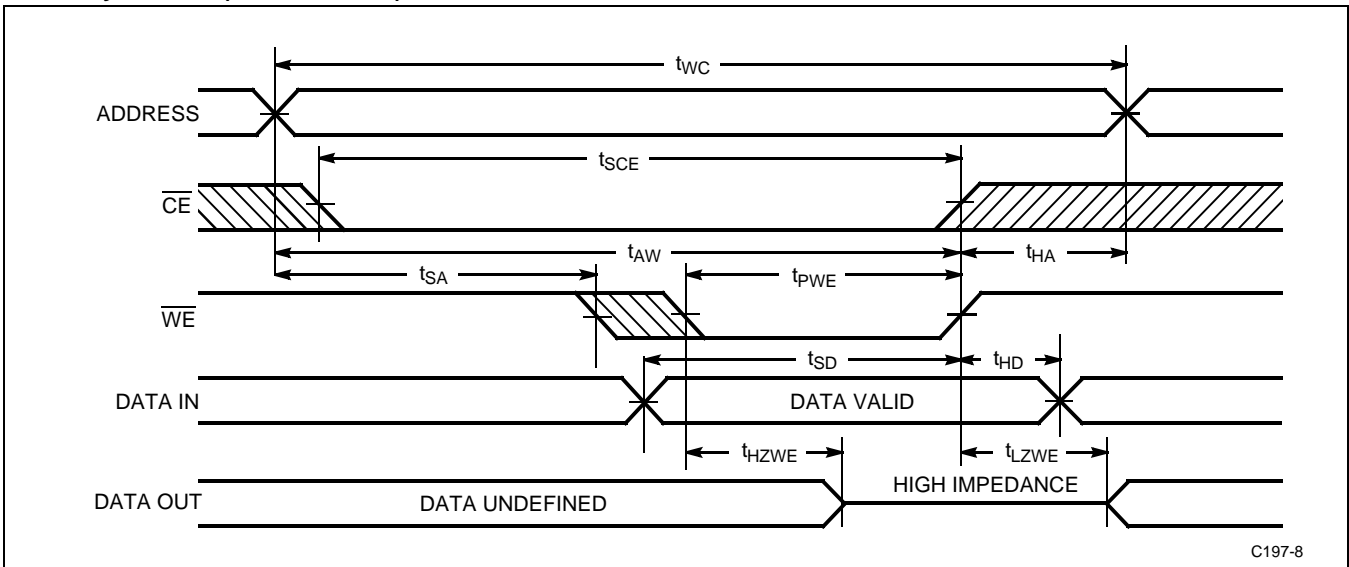 tWC
ADDRESS
tSCE
CE
tAW
tHA
tSA
tPWE
WE
tSD
tHD
DATA IN
DATA VALID
tHZWE
tLZWE
HIGH IMPEDANCE
DATA OUT
DATA UNDEFINED
C197-8